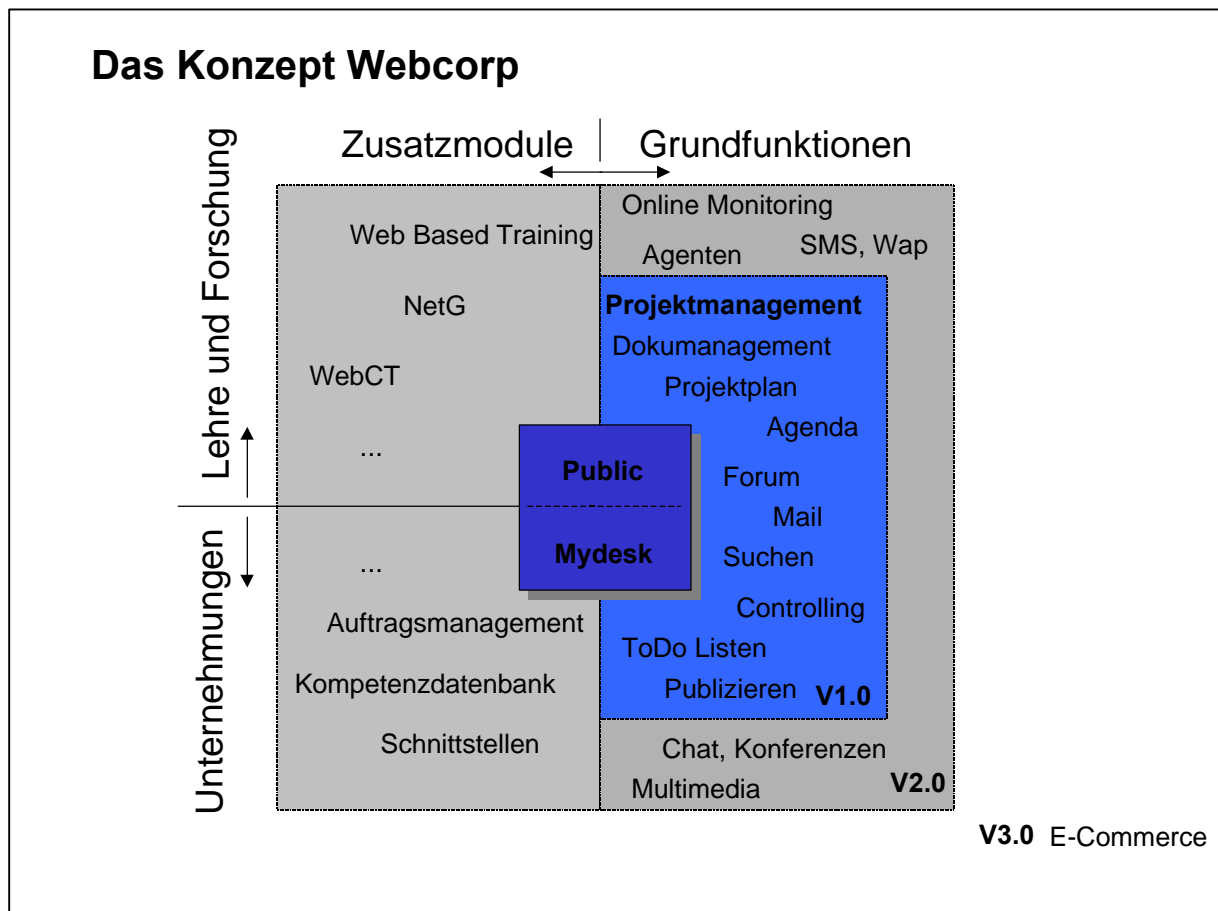 Das Konzept Webcorp
Zusatzmodule
Grundfunktionen
Lehre und Forschung
Unternehmungen
Web Based Training
NetG
WebCT
...
...
Auftragsmanagement
Kompetenzdatenbank
Schnittstellen
Public
Mydesk
Online Monitoring
Agenten
SMS, Wap
Projektmanagement
Dokumanagement
Projektplan
Agenda
Forum
Mail
Suchen
Controlling
ToDo Listen
Publizieren
V1.0
Chat, Konferenzen
Multimedia
V2.0
V3.0 E-Commerce